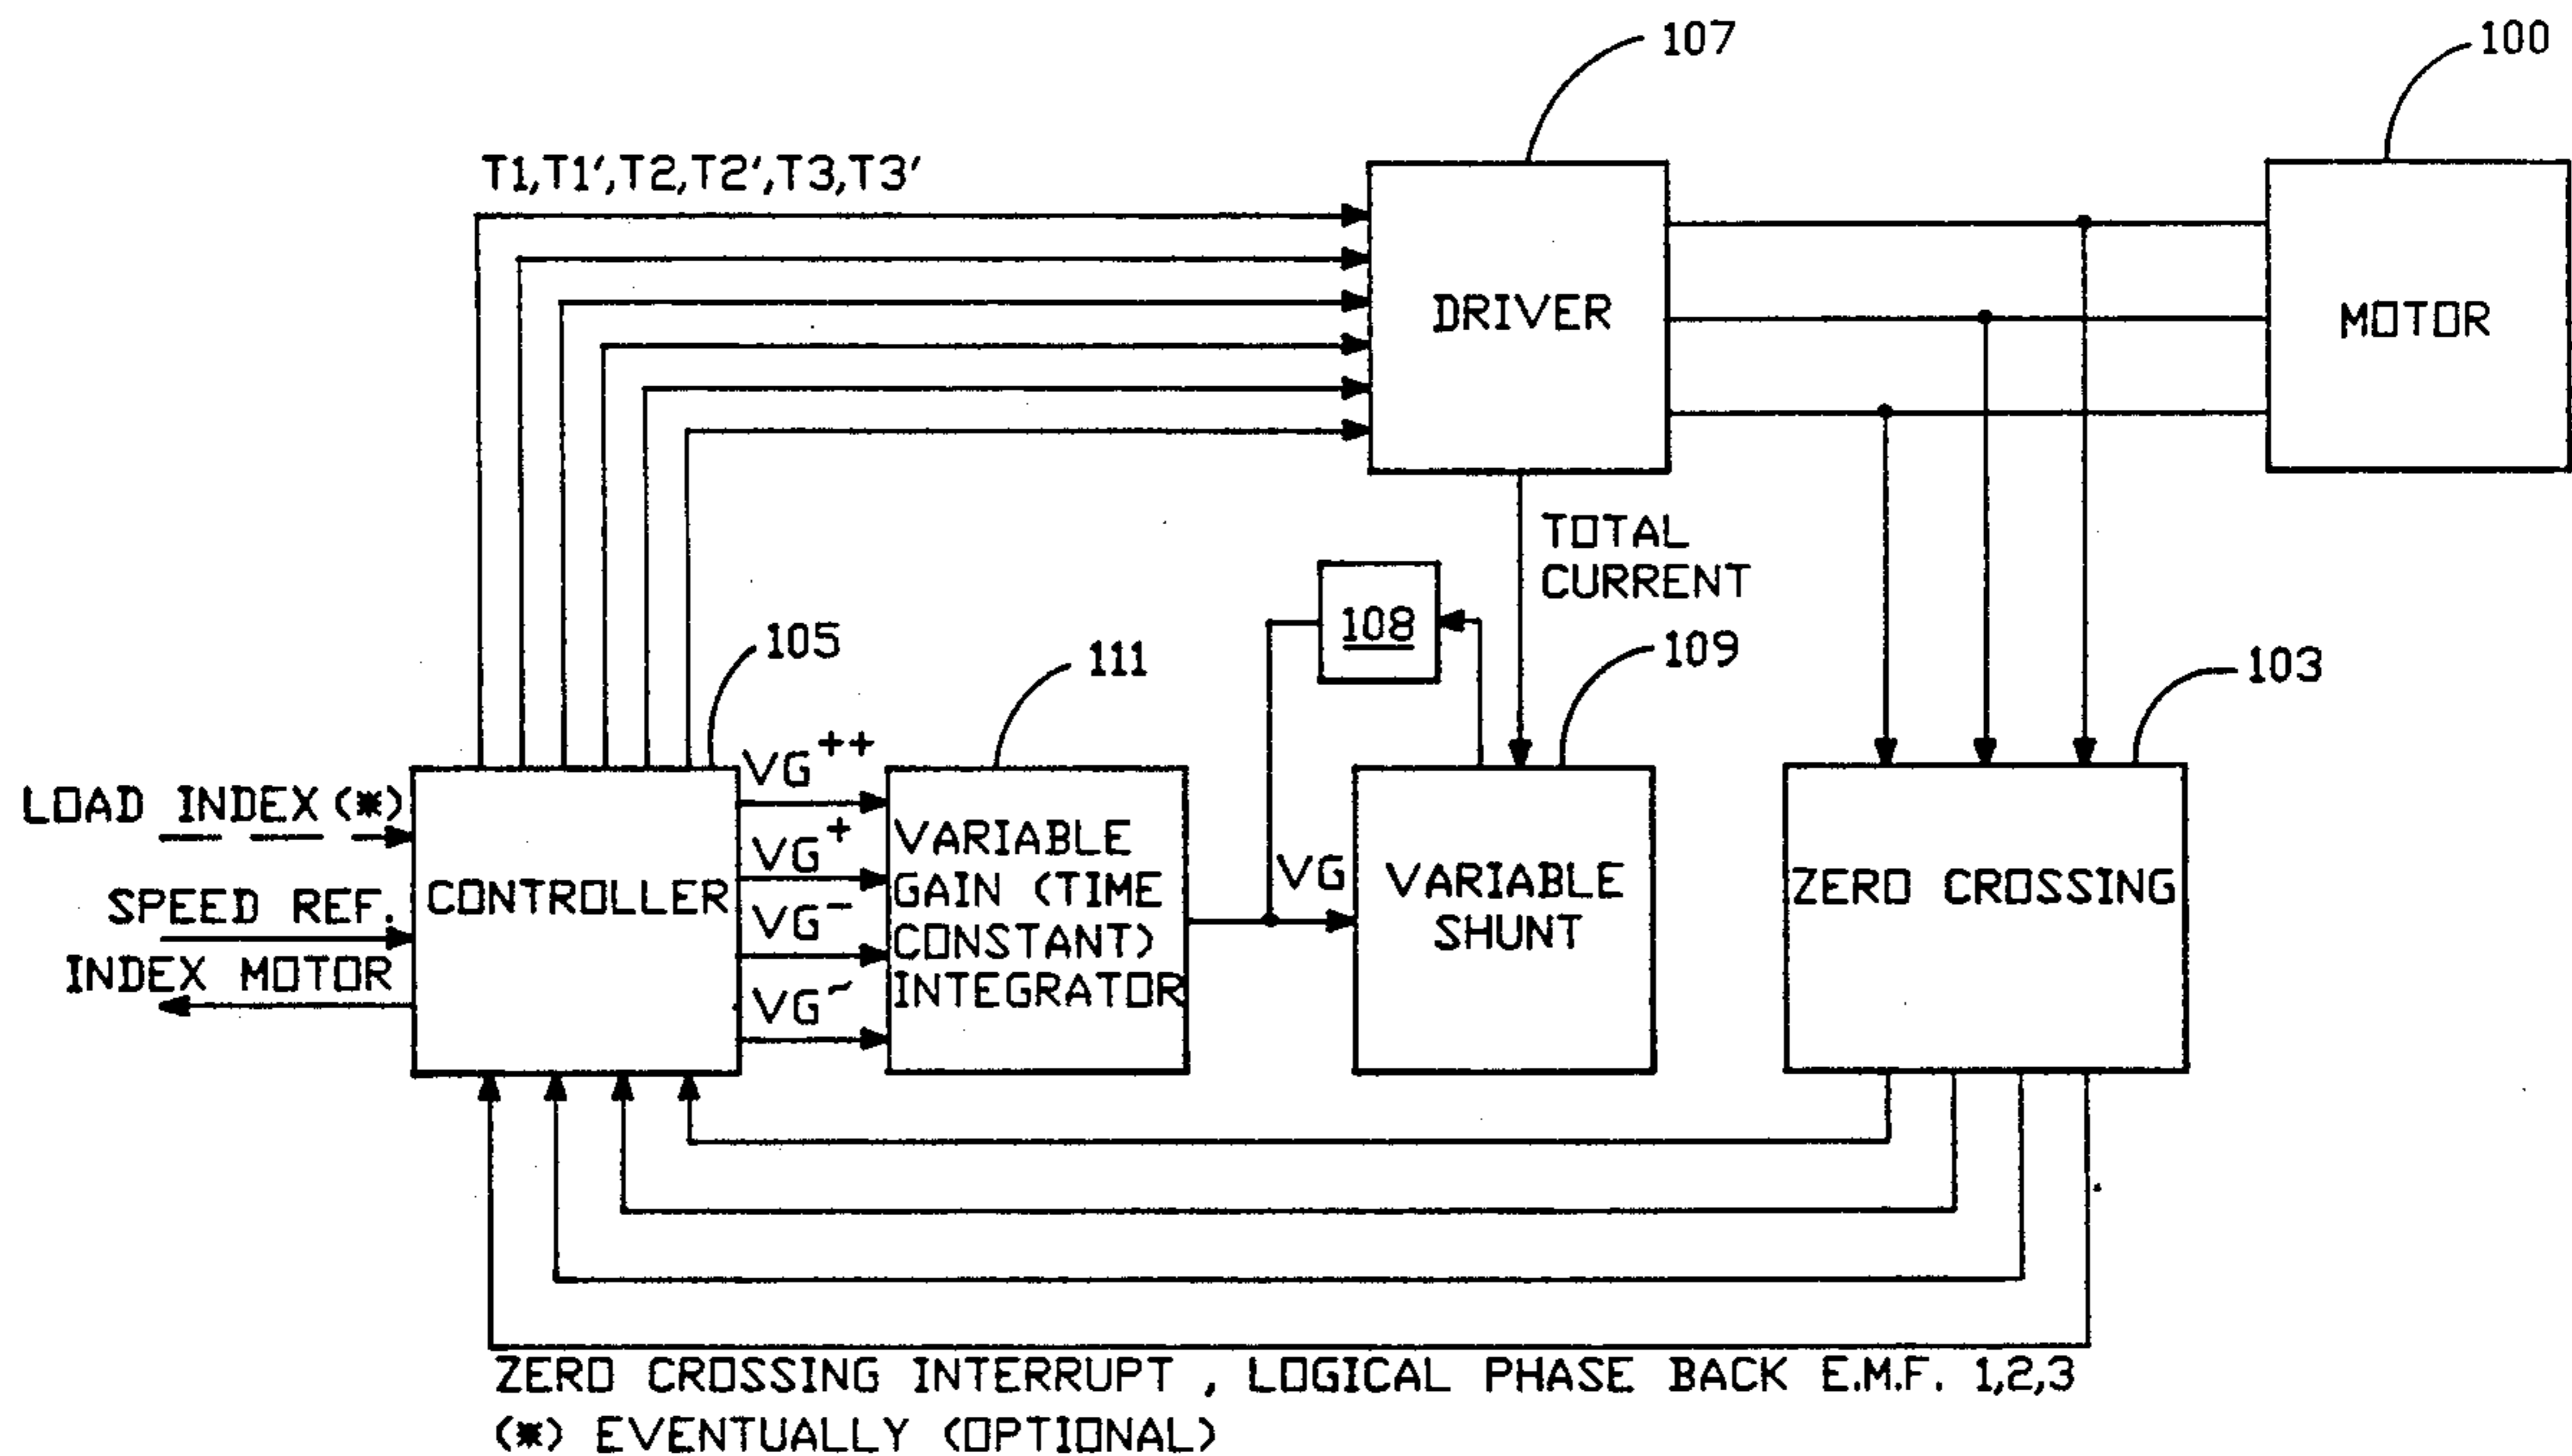 107
100
T1,T1′,T2,T2′,T3,T3′
DRIVER
MOTOR
TOTAL
CURRENT
108
105
111
109
103
LOAD INDEX (*)
SPEED REF.
INDEX MOTOR
CONTROLLER
VG++
VG+
VG-
VG~
VARIABLE
GAIN (TIME
CONSTANT)
INTEGRATOR
VG
VARIABLE
SHUNT
ZERO CROSSING
ZERO CROSSING INTERRUPT , LOGICAL PHASE BACK E.M.F. 1,2,3
(*) EVENTUALLY (OPTIONAL)